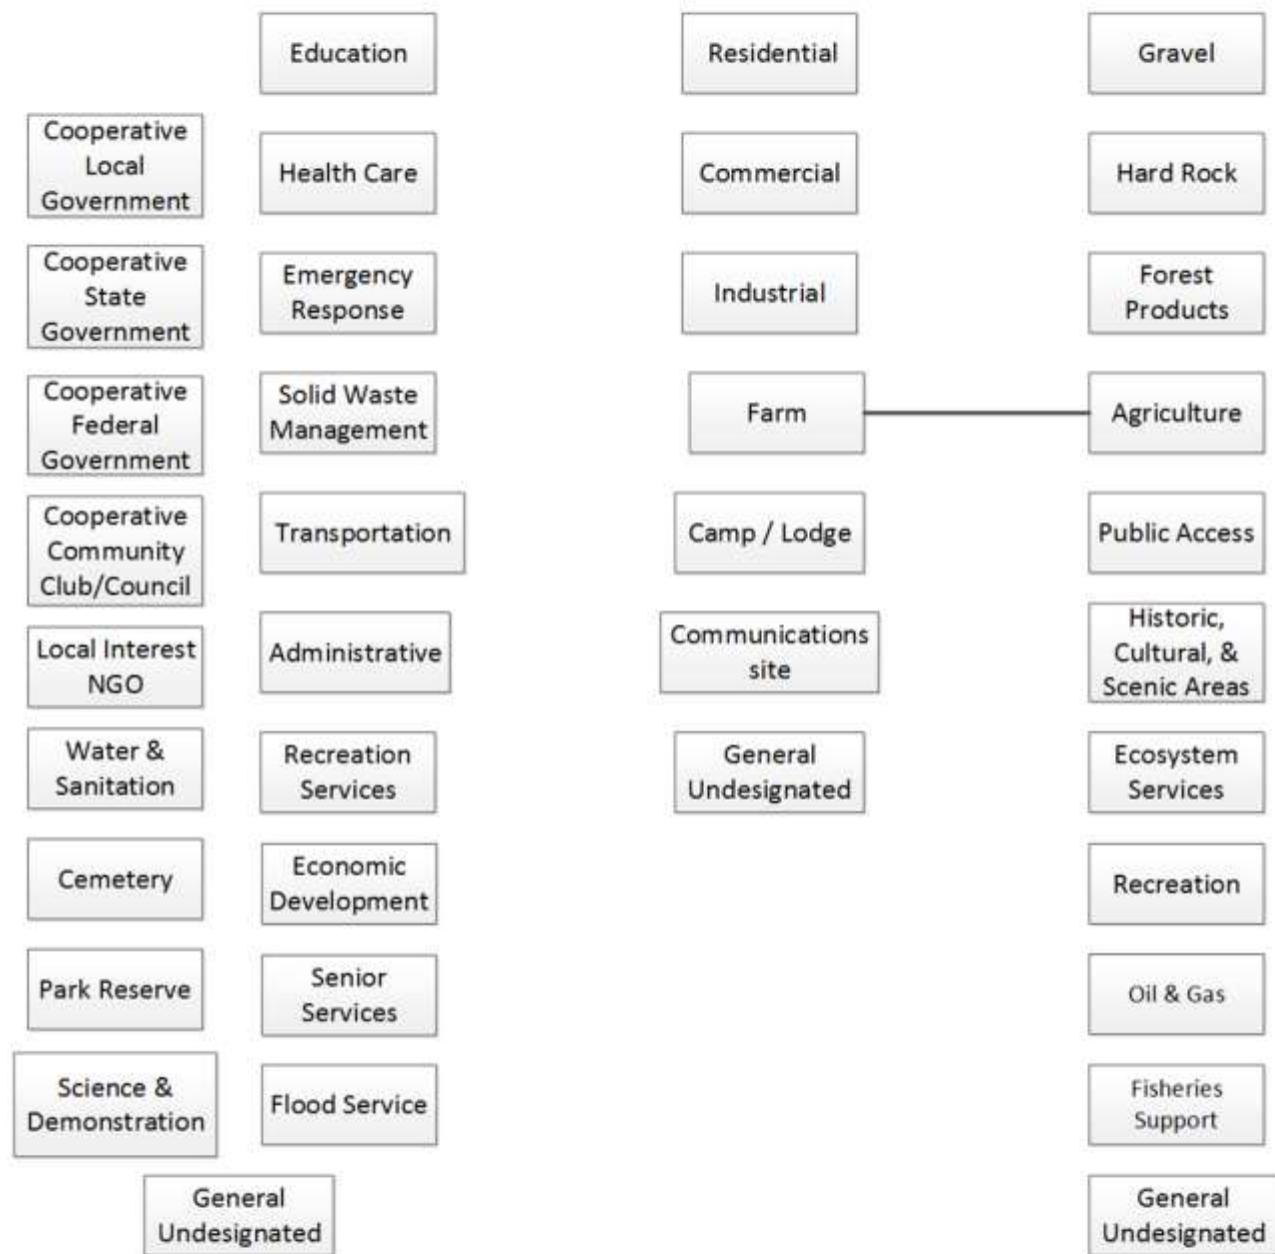 Education
Cooperative
Local
Government
Health Care
Cooperative
State
Government
Emergency
Response
Cooperative
Federal
Government
Solid Waste
Management
Cooperative
Community
Club/Council
Transportation
Local Interest
NGO
Administrative
Water &
Sanitation
Recreation
Services
Cemetery
Economic
Development
Park Reserve
Senior
Services
Science &
Demonstration
Flood Service
General
Undesignated
Residential
Commercial
Industrial
Farm
Camp / Lodge
Communications
site
General
Undesignated
Gravel
Hard Rock
Forest
Products
Agriculture
Public Access
Historic,
Cultural, &
Scenic Areas
Ecosystem
Services
Recreation
Oil & Gas
Fisheries
Support
General
Undesignated